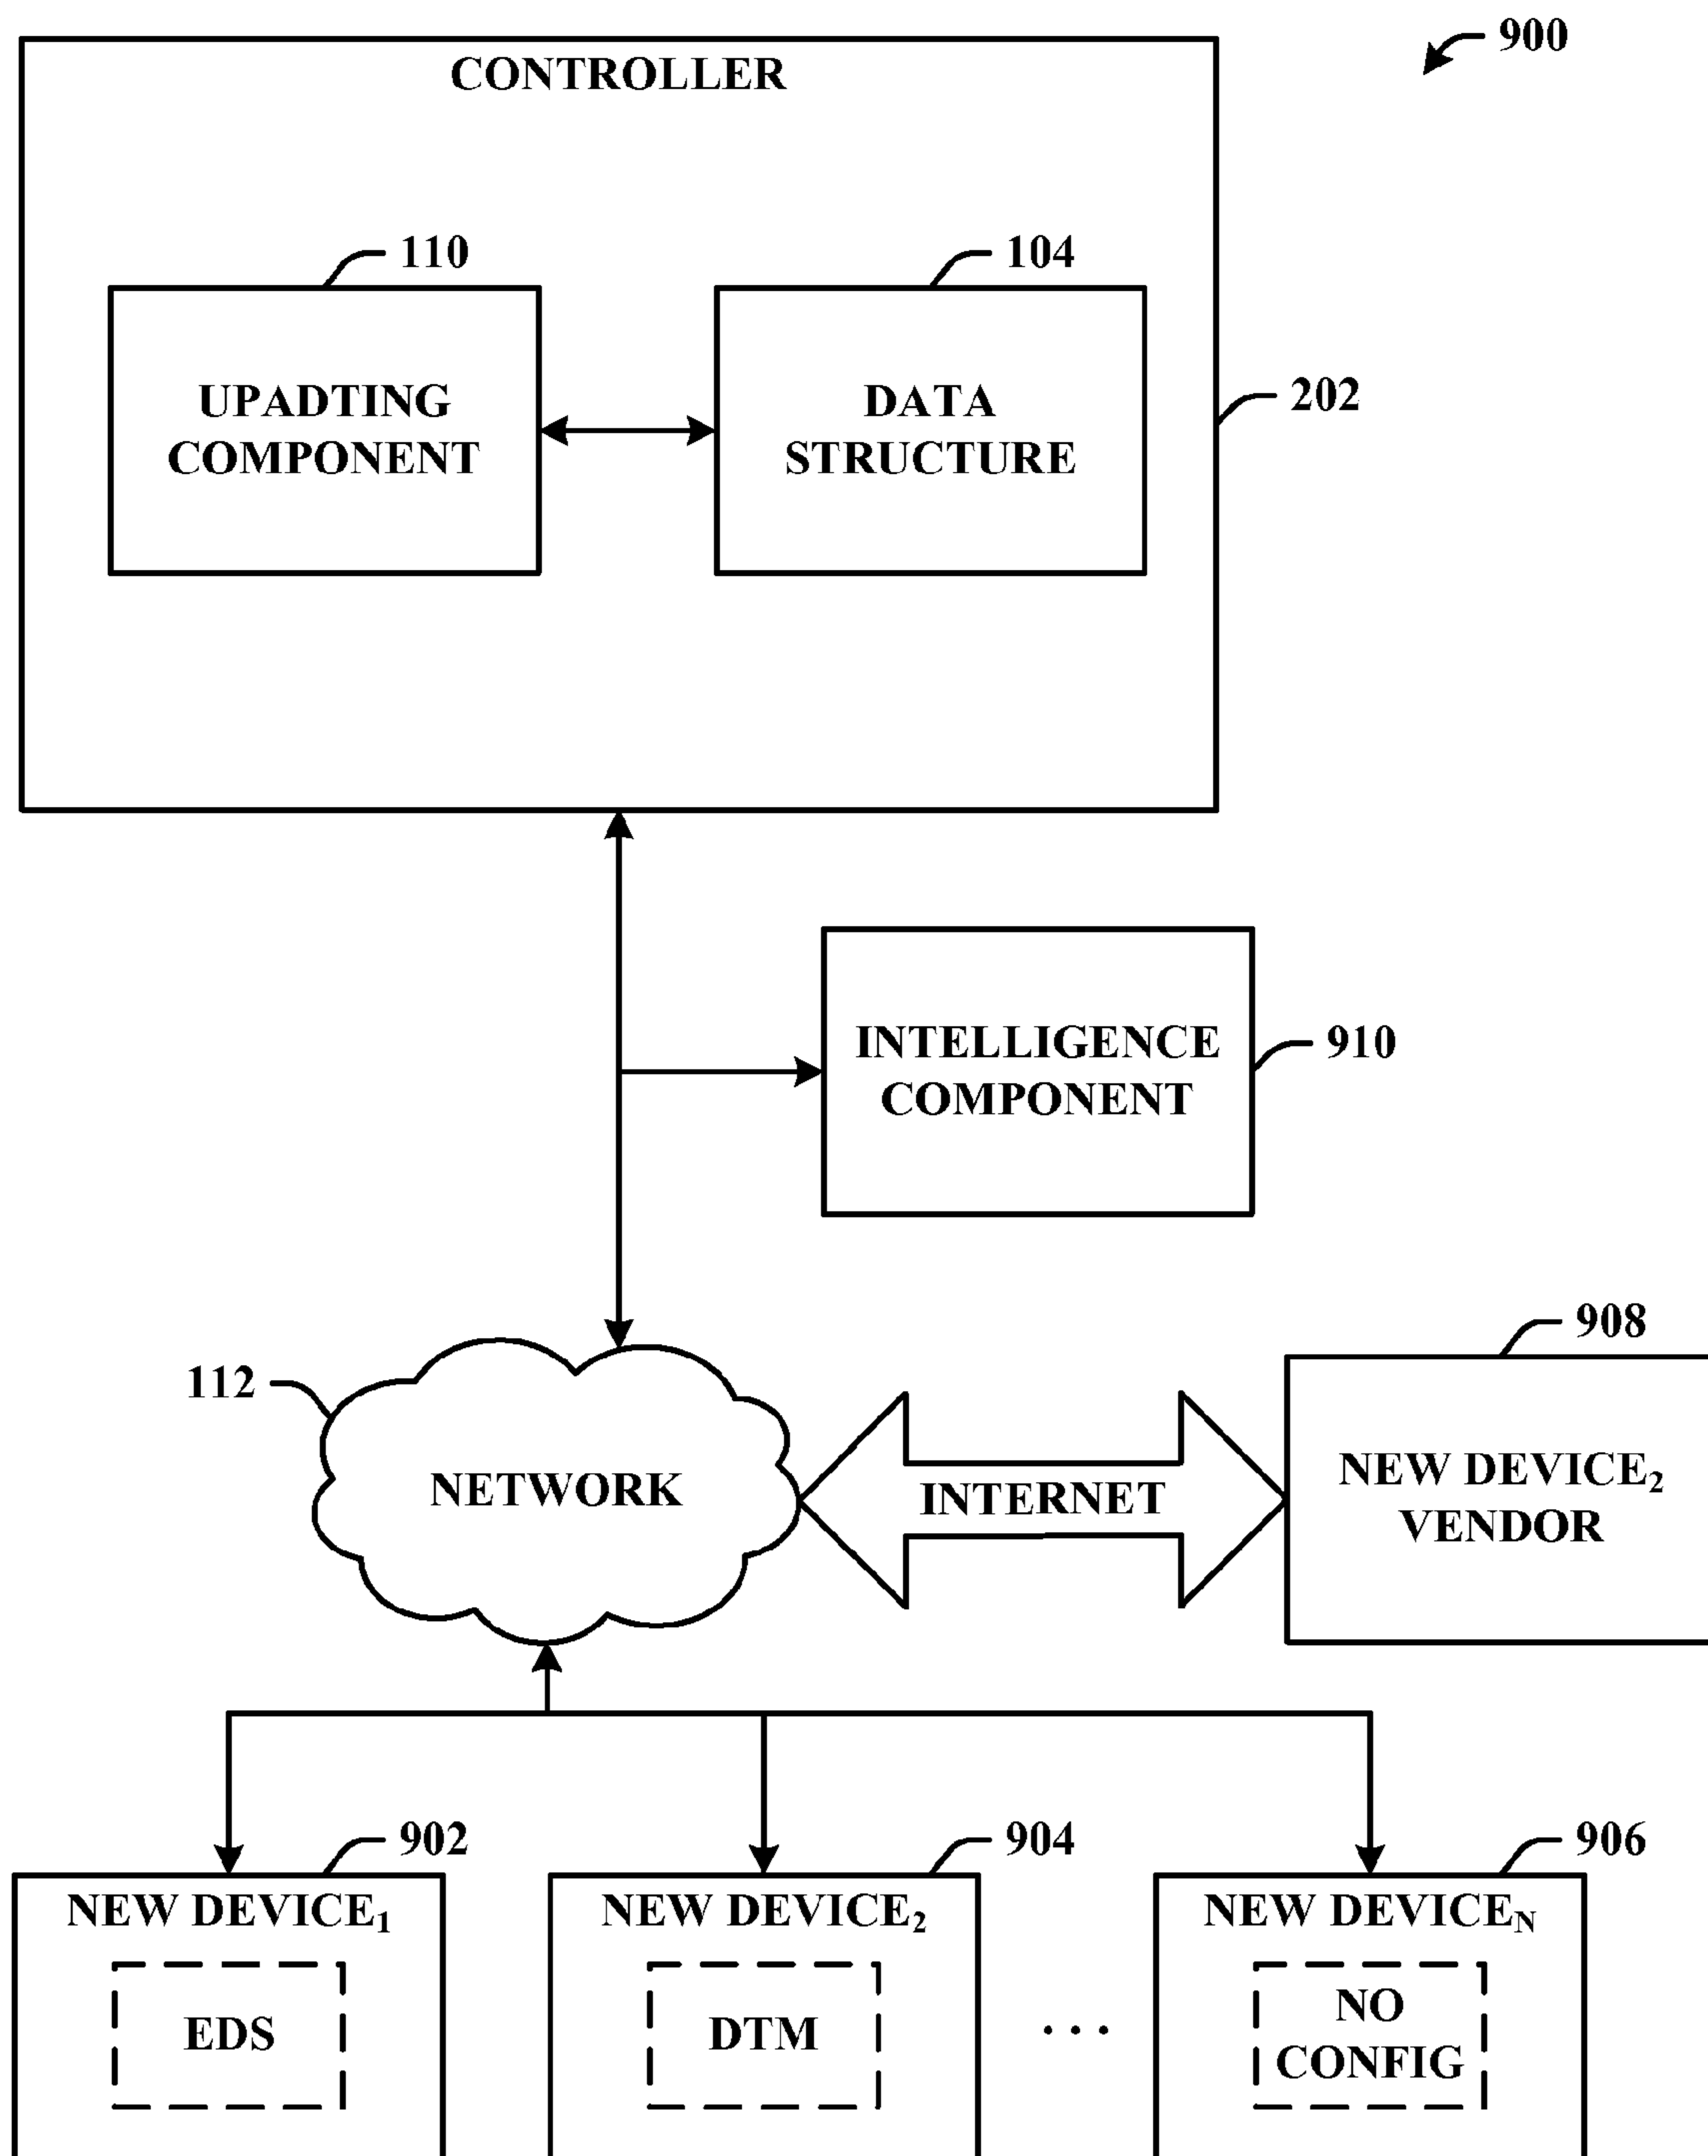 900
CONTROLLER
110
104
UPADTING
COMPONENT
DATA
STRUCTURE
202
INTELLIGENCE
COMPONENT
910
908
112
NETWORK
INTERNET
NEW DEVICE₂
VENDOR
902
904
906
NEW DEVICE₁
NEW DEVICE₂
NEW DEVICEN
EDS
DTM
...
NO
CONFIG